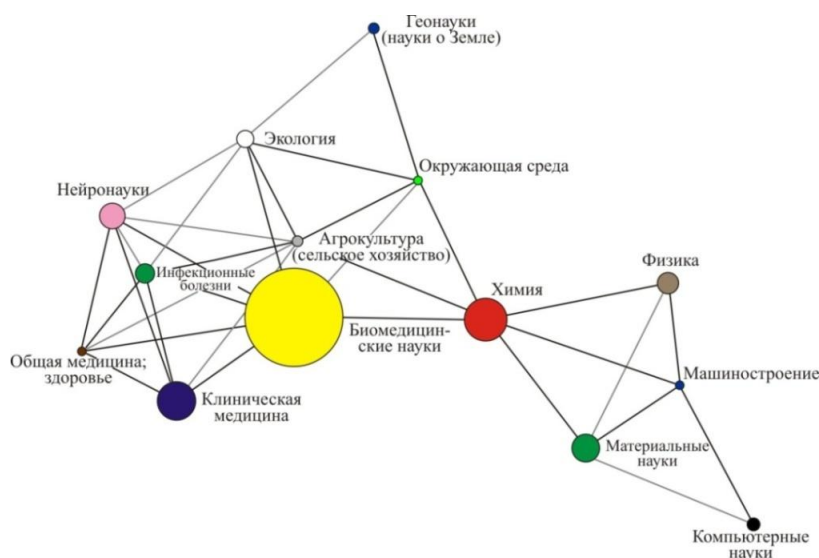 Геонауки
(науки о Земле)
Экология
Окружающая среда
Нейронауки
Агрокультура
(сельское хозяйство)
Инфекционные
болезни
Физика
Химия
Биомедицин-
ские науки
Общая медицина;
здоровье
Машиностроение
Клиническая
медицина
Материальные
науки
Компьютерные
науки